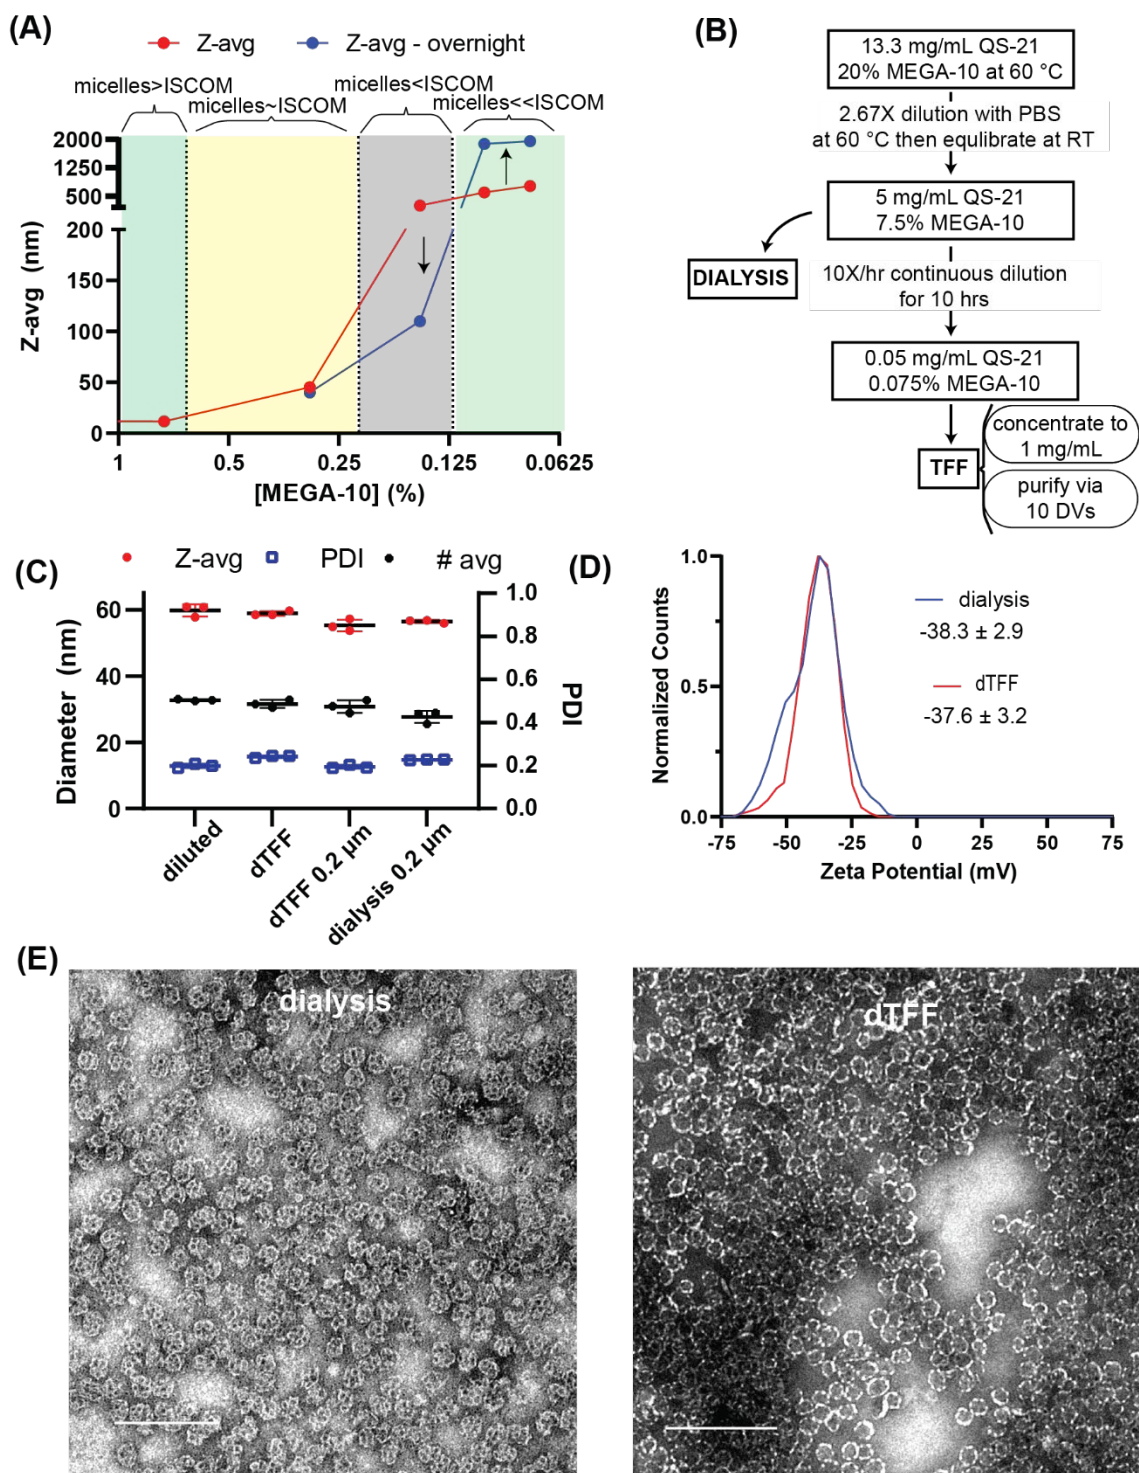 (A)
Z-avg
Z-avg - overnight
micelles>ISCOM
micelles~ISCOM
micelles<ISCOM
micelles<<ISCOM
2000
1250
500
200
150
100
50
0
Z-avg (nm)
1
0.5
0.25
0.125
0.0625
[MEGA-10] (%)
(B)
13.3 mg/mL QS-21
20% MEGA-10 at 60 °C
2.67X dilution with PBS
at 60 °C then equlibrate at RT
5 mg/mL QS-21
7.5% MEGA-10
DIALYSIS
10X/hr continuous dilution
for 10 hrs
0.05 mg/mL QS-21
0.075% MEGA-10
TFF
concentrate to
1 mg/mL
purify via
10 DVs
(C)
Z-avg
PDI
# avg
60
40
20
0
Diameter (nm)
1.0
0.8
0.6
0.4
0.2
0.0
PDI
diluted
dTFF
dTFF 0.2 µm
dialysis 0.2 µm
(D)
1.0
0.5
0.0
Normalized Counts
dialysis
-38.3 ± 2.9
dTFF
-37.6 ± 3.2
-75
-50
-25
0
25
50
75
Zeta Potential (mV)
(E)
dialysis
dTFF